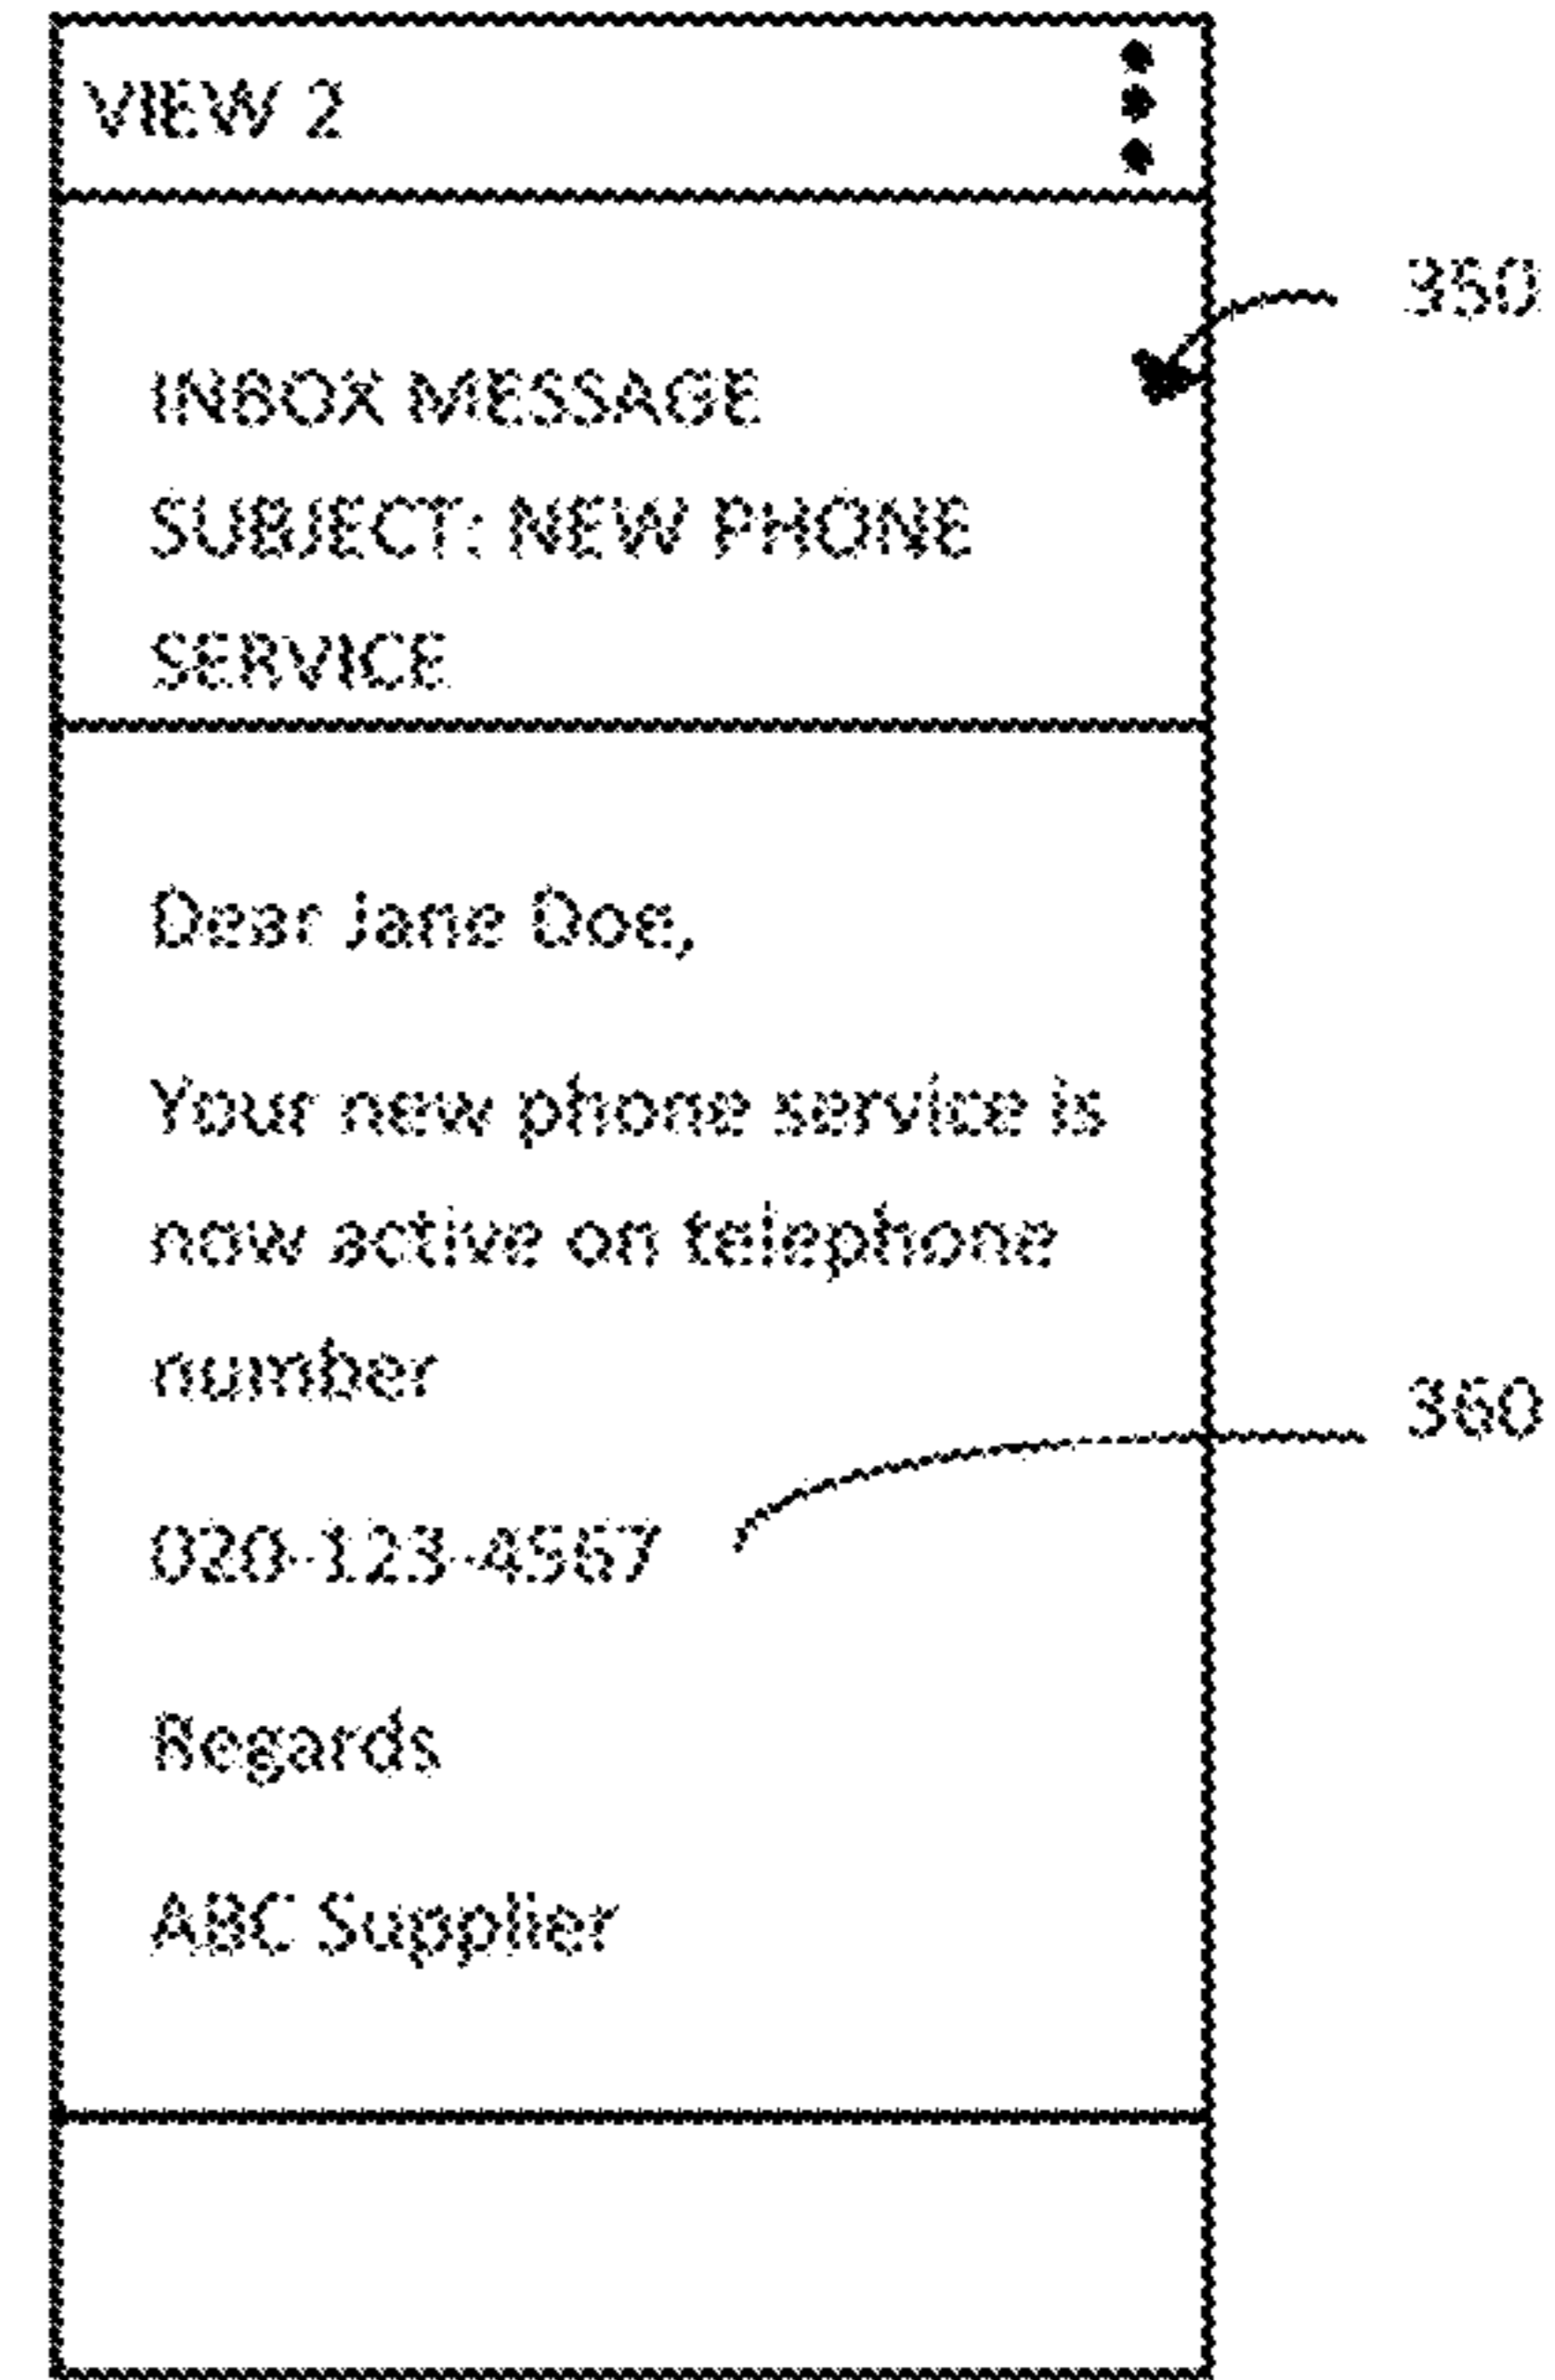 VIEW 2
350
INBOX MESSAGE
SUBJECT: NEW PHONE
SERVICE
Dear Jane Doe,
Your new phone service is
now active on telephone
number
360
020-123-4567
Regards
ABC Supplier